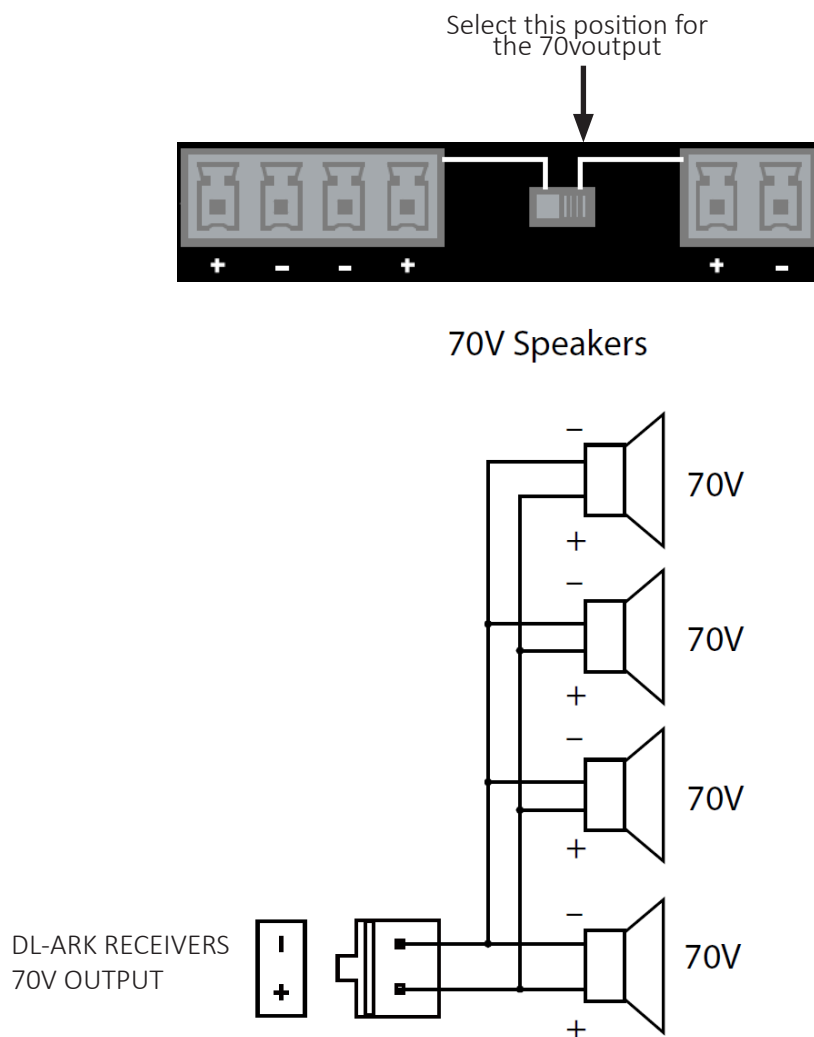 Select this position for
the 70voutput
+ - - + + -
70V Speakers
−
70V
+
−
70V
+
−
70V
+
−
70V
+
DL-ARK RECEIVERS
70V OUTPUT
-
+